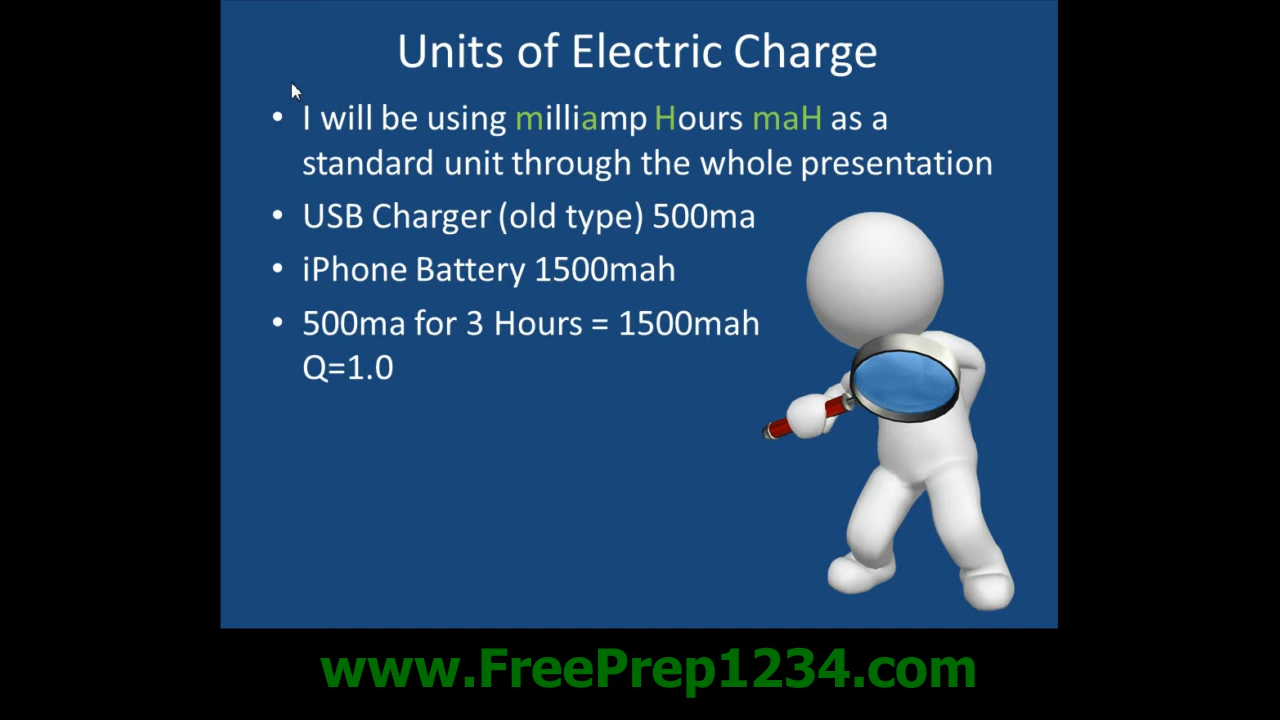 Units of Electric Charge
• I will be using milliamp Hours maH as a
standard unit through the whole presentation
• USB Charger (old type) 500ma
• iPhone Battery 1500mah
• 500ma for 3 Hours = 1500mah
Q=1.0
www.FreePrep1234.com